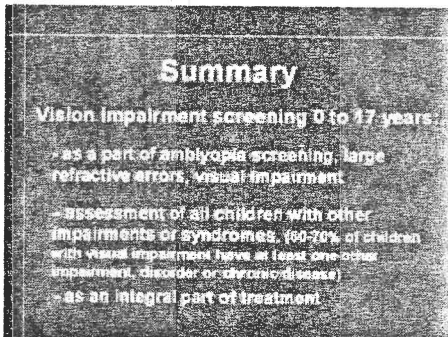 Summary
Vision impairment screening 0 to 17 years:
- as a part of amblyopia screening, large
refractive errors, visual impairment
- assessment of all children with other
impairments or syndromes. (60-70% of children
with visual impairment have at least one other
impairment, disorder or chronic disease)
- as an integral part of treatment